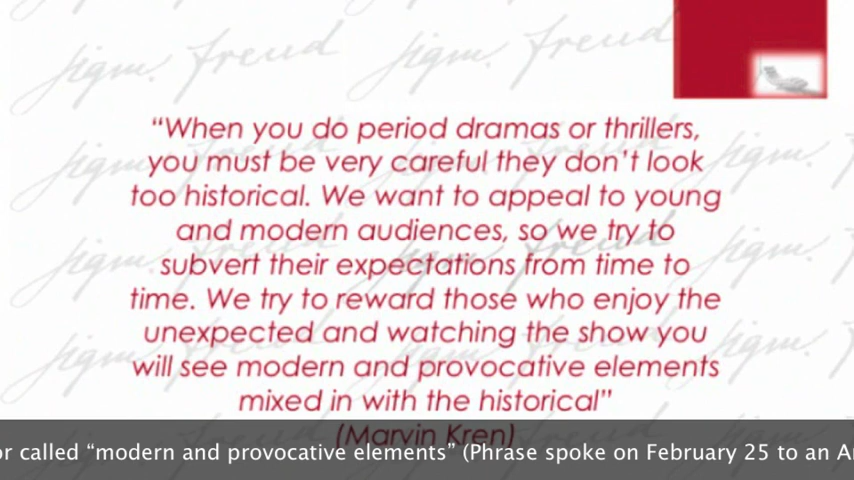 sigm. freud sigm. freud
“When you do period dramas or thrillers,
you must be very careful they don’t look
too historical. We want to appeal to young
and modern audiences, so we try to
subvert their expectations from time to
time. We try to reward those who enjoy the
unexpected and watching the show you
will see modern and provocative elements
mixed in with the historical”
(Marvin Kren)
called “modern and provocative elements” (Phrase spoke on February 25 to an